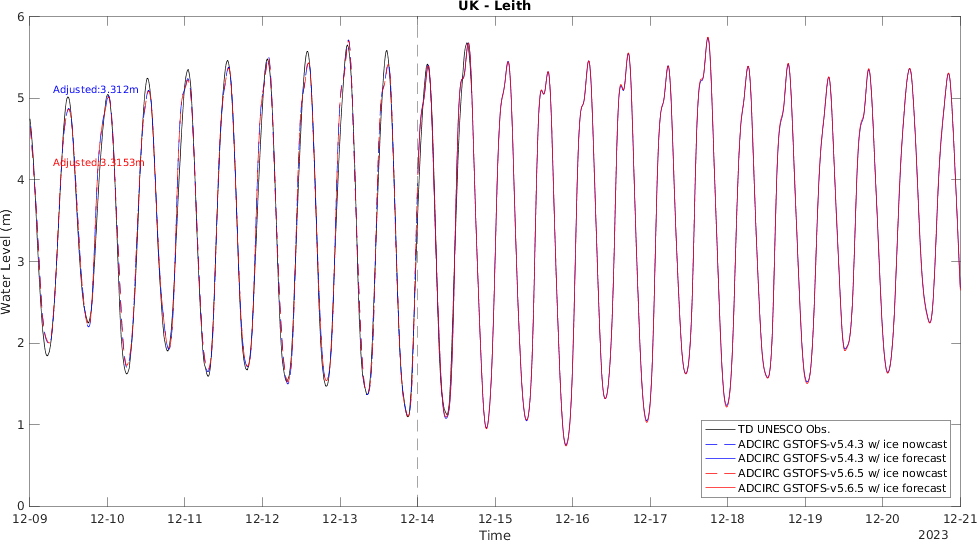 UK - Leith
6
5
4
3
2
1
0
Water Level (m)
Adjusted:3.312m
Adjusted:3.3153m
TD UNESCO Obs.
ADCIRC GSTOFS-v5.4.3 w/ ice nowcast
ADCIRC GSTOFS-v5.4.3 w/ ice forecast
ADCIRC GSTOFS-v5.6.5 w/ ice nowcast
ADCIRC GSTOFS-v5.6.5 w/ ice forecast
12-09 12-10 12-11 12-12 12-13 12-14 12-15 12-16 12-17 12-18 12-19 12-20 12-21
Time
2023